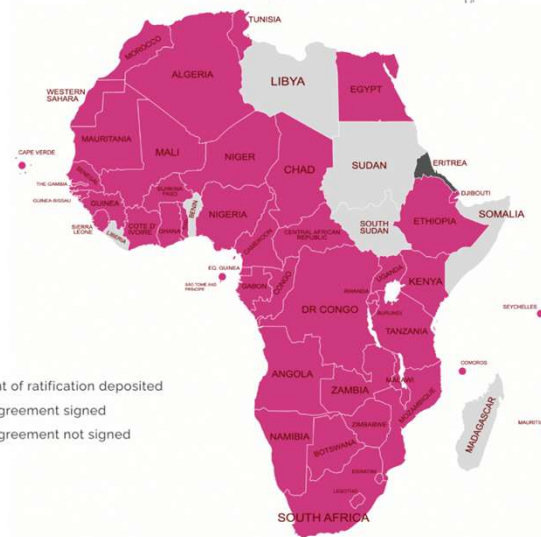 TUNISIA
MOROCCO
ALGERIA
LIBYA
EGYPT
WESTERN
SAHARA
MAURITANIA
MALI
NIGER
CHAD
SUDAN
ERITREA
CAPE VERDE
SENEGAL
THE GAMBIA
GUINEA-BISSAU
GUINEA
BURKINA
FASO
BENIN
NIGERIA
DJIBOUTI
SOMALIA
ETHIOPIA
SOUTH
SUDAN
SIERRA
LEONE
LIBERIA
COTE D'
IVOIRE
GHANA
CAMEROON
CENTRAL AFRICAN
REPUBLIC
EQ. GUINEA
SAO TOME AND
PRINCIPE
GABON
CONGO
UGANDA
KENYA
RWANDA
DR CONGO
BURUNDI
TANZANIA
SEYCHELLES
COMOROS
nt of ratification deposited
greement signed
greement not signed
ANGOLA
ZAMBIA
MALAWI
MOZAMBIQUE
MADAGASCAR
MAURITI
ZIMBABWE
NAMIBIA
BOTSWANA
ESWATINI
LESOTHO
SOUTH AFRICA